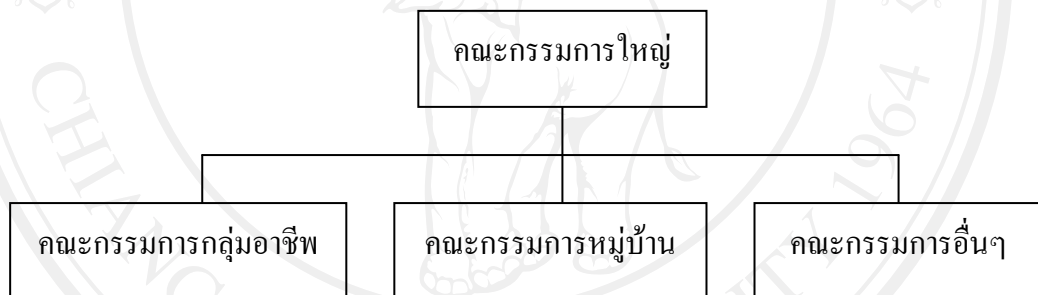 คณะกรรมการใหญ่
คณะกรรมการกลุ่มอาชีพ
คณะกรรมการหมู่บ้าน
คณะกรรมการอื่นๆ
CHIANG
ITY 1964